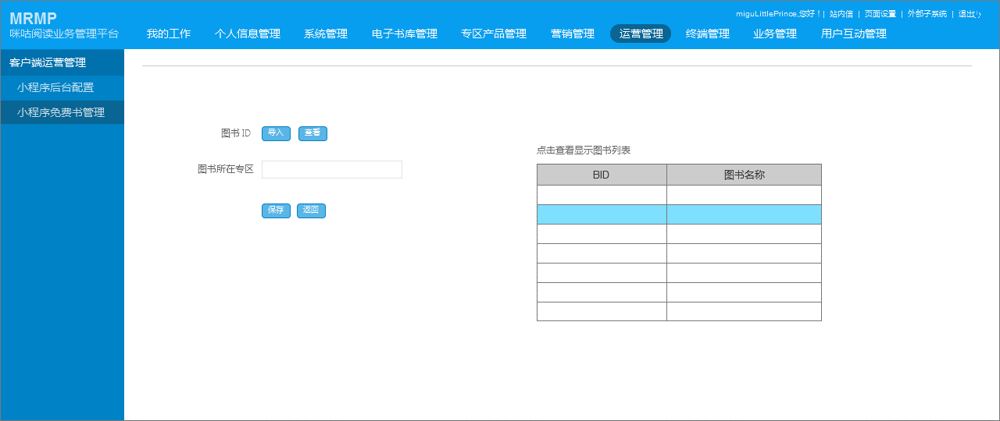 MRMP
miguLittlePrince,您好！| 站内信 | 页面设置 | 外部子系统 | 退出
咪咕阅读业务管理平台 我的工作 个人信息管理 系统管理 电子书库管理 专区产品管理 营销管理 运营管理 终端管理 业务管理 用户互动管理
客户端运营管理
小程序后台配置
小程序免费书管理
图书 ID 导入 查看
图书所在专区
保存 返回
点击查看显示图书列表
BID 图书名称